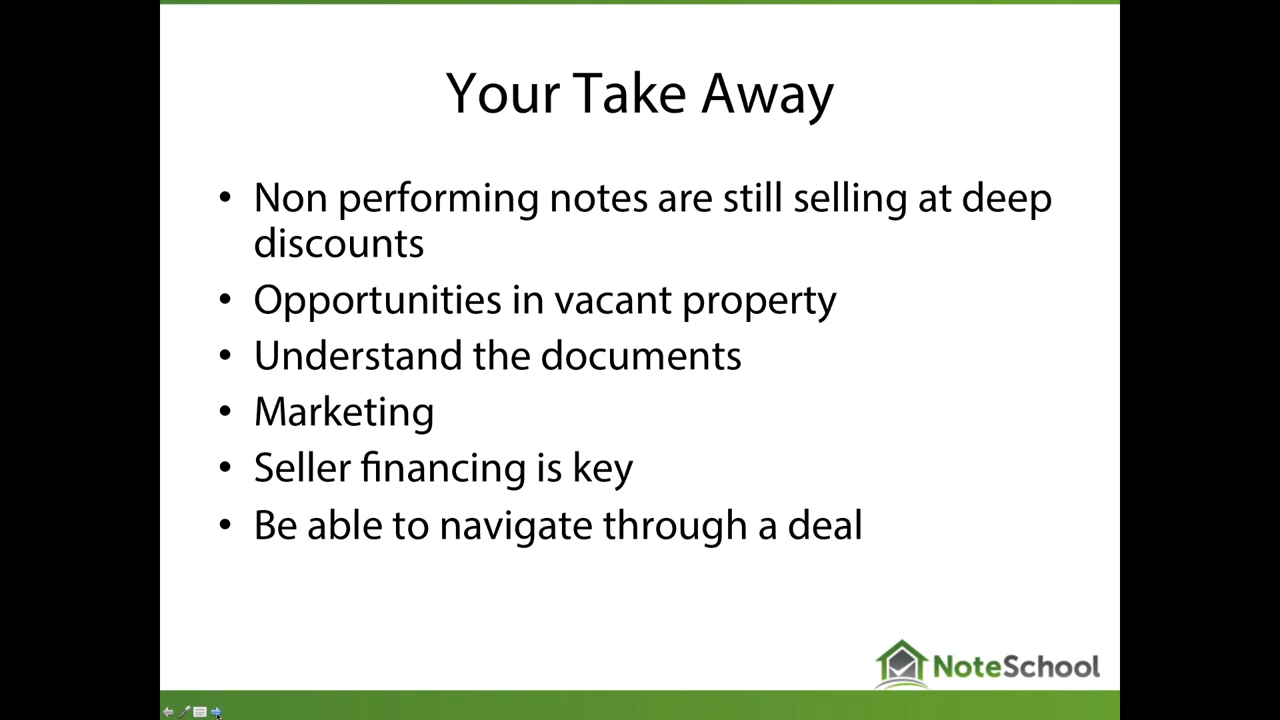 Your Take Away
• Non performing notes are still selling at deep
discounts
• Opportunities in vacant property
• Understand the documents
• Marketing
• Seller financing is key
• Be able to navigate through a deal
NoteSchool